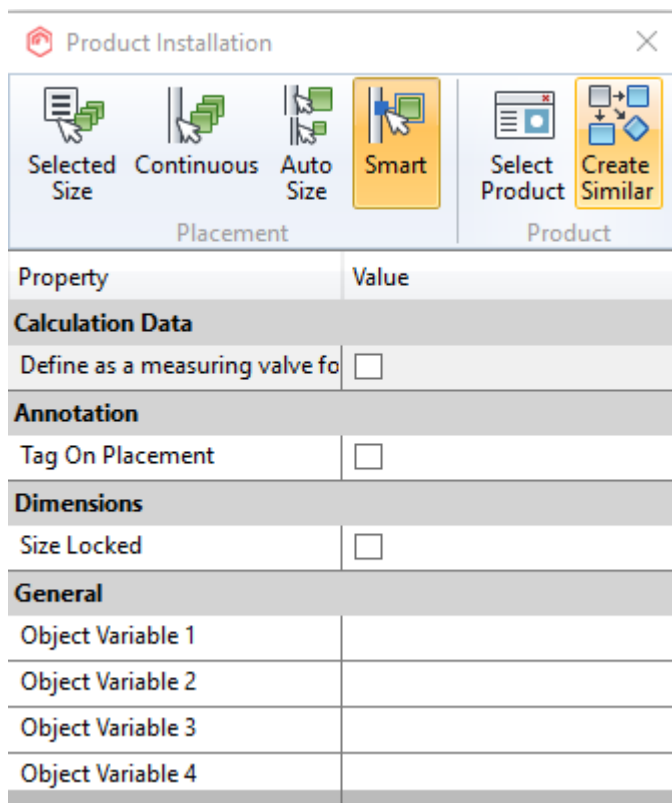 Product Installation
Selected Size
Continuous
Auto Size
Smart
Select Product
Create Similar
Placement
Product
Property Value
Calculation Data
Define as a measuring valve fo
Annotation
Tag On Placement
Dimensions
Size Locked
General
Object Variable 1
Object Variable 2
Object Variable 3
Object Variable 4